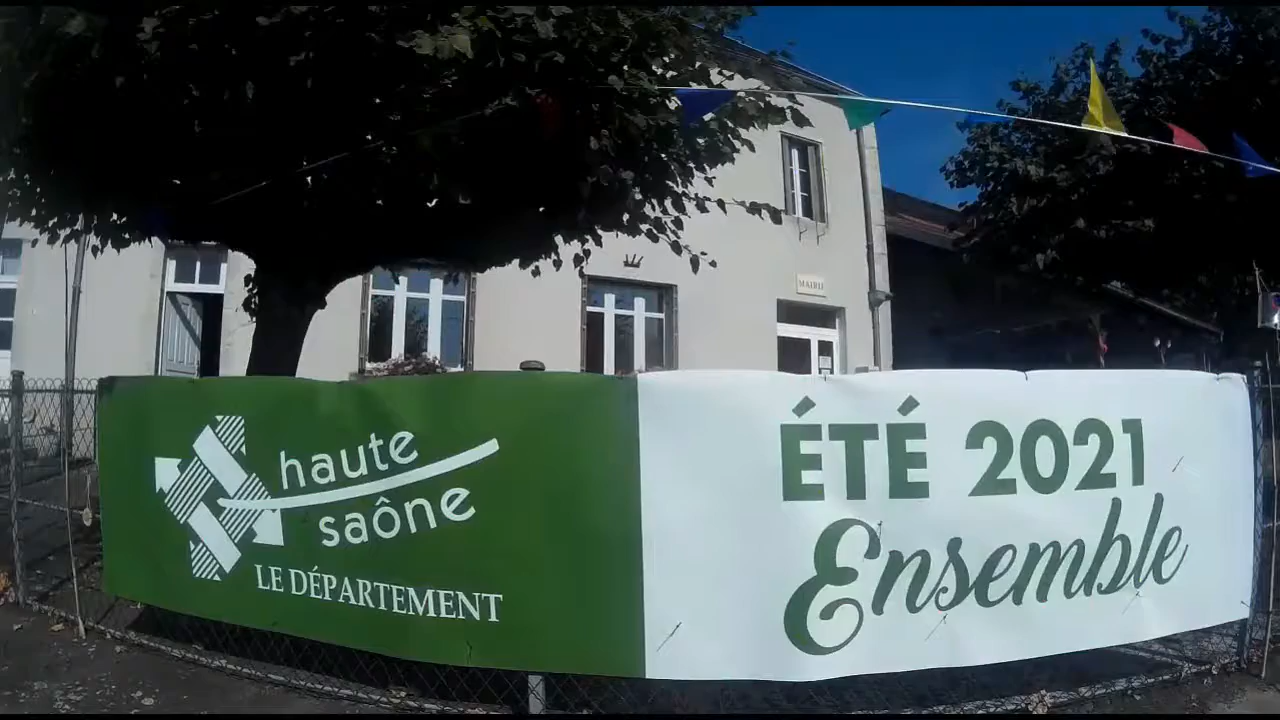 MAIRIE
haute
saône
LE DÉPARTEMENT
ÉTÉ 2021
Ensemble